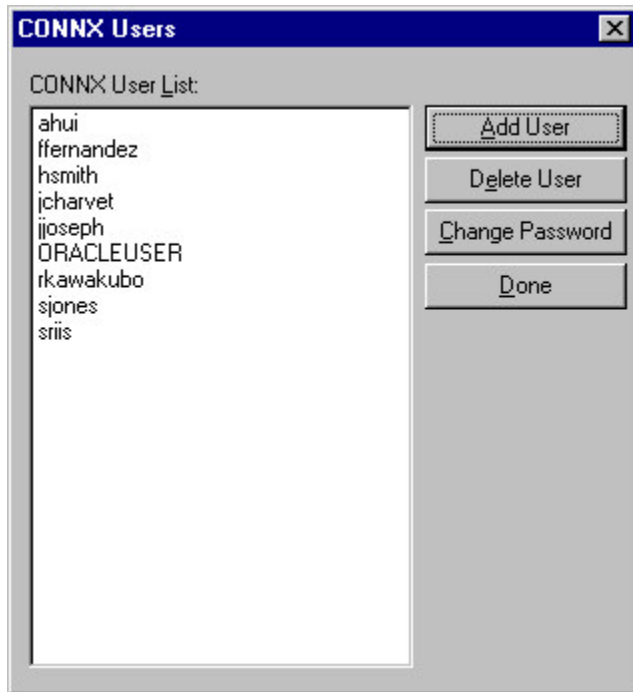 CONNX Users
CONNX User List:
ahui
ffernandez
hsmith
jcharvet
jjoseph
ORACLEUSER
rkawakubo
sjones
sriis
Add User
Delete User
Change Password
Done